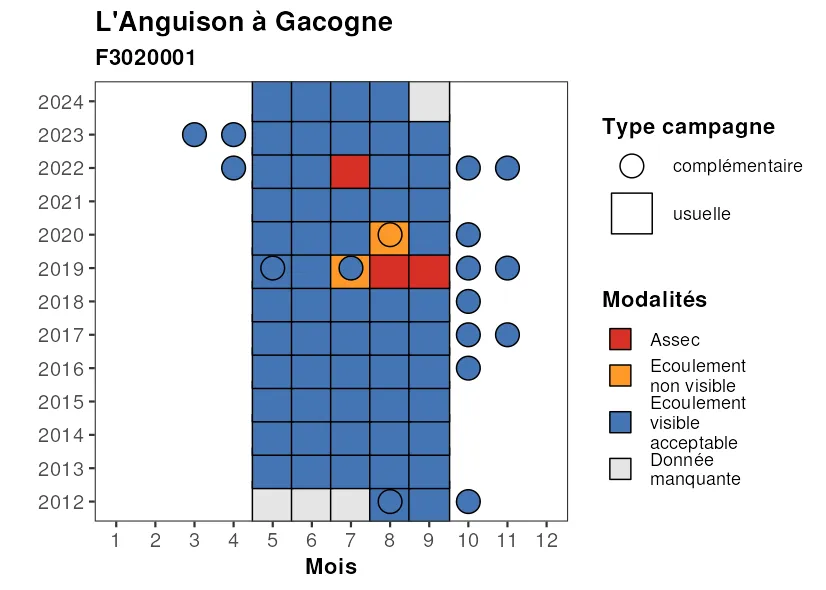 L'Anguison à Gacogne
F3020001
2024
2023
2022
2021
2020
2019
2018
2017
2016
2015
2014
2013
2012
1 2 3 4 5 6 7 8 9 10 11 12
Mois
Type campagne
complémentaire
usuelle
Modalités
Assec
Ecoulement
non visible
Ecoulement
visible
acceptable
Donnée
manquante